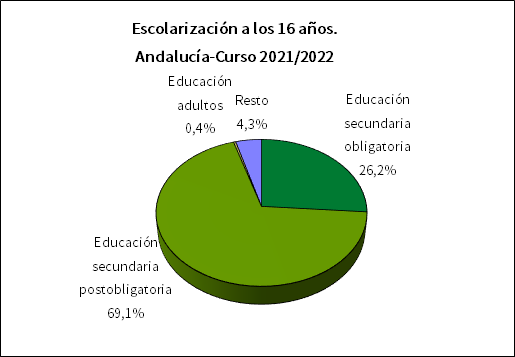 Escolarización a los 16 años.
Andalucía-Curso 2021/2022
Educación
adultos
0,4%
Resto
4,3%
Educación
secundaria
obligatoria
26,2%
Educación
secundaria
postobligatoria
69,1%